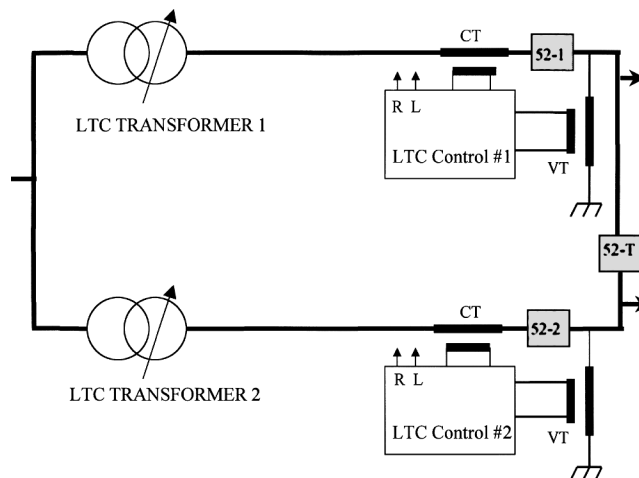 CT
52-1
R L
LTC TRANSFORMER 1
LTC Control #1
VT
52-T
CT
52-2
R L
LTC TRANSFORMER 2
LTC Control #2
VT